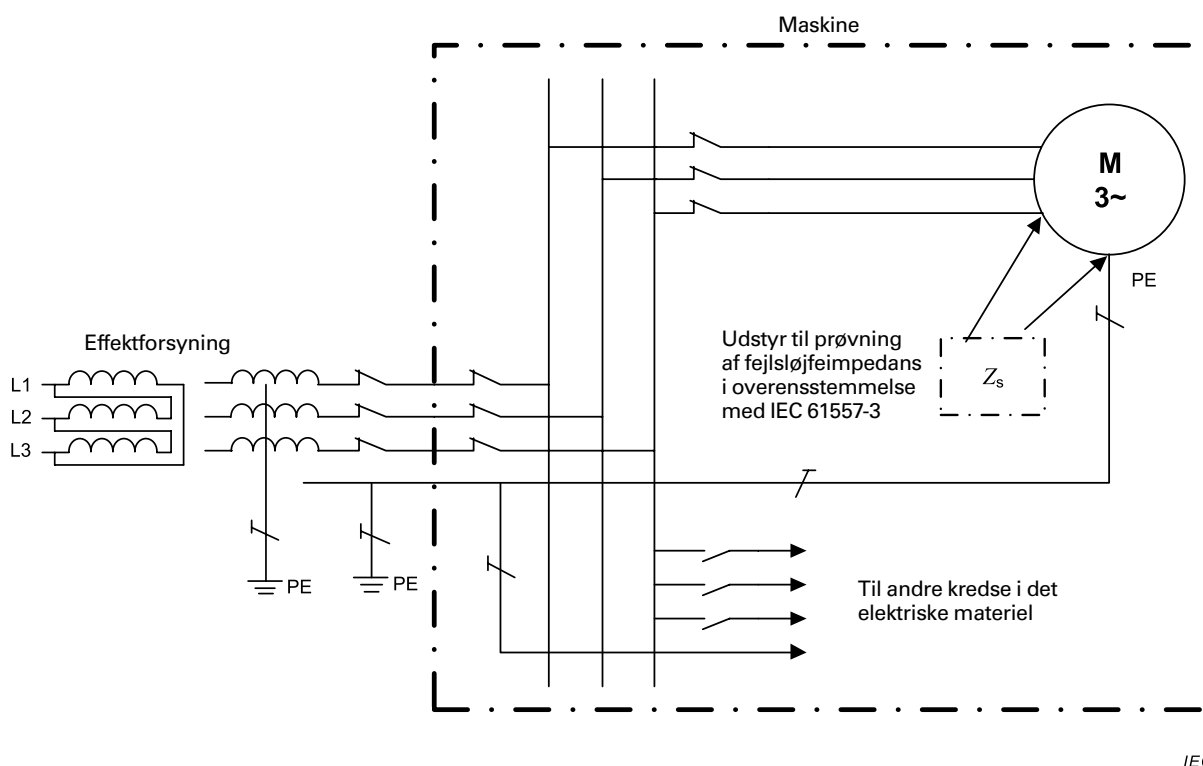 Maskine
M
3~
PE
Udstyr til prøvning
af fejlsløjfeimpedans
i overensstemmelse
med IEC 61557-3
Zs
Effektforsyning
L1
L2
L3
PE
PE
Til andre kredse i det
elektriske materiel